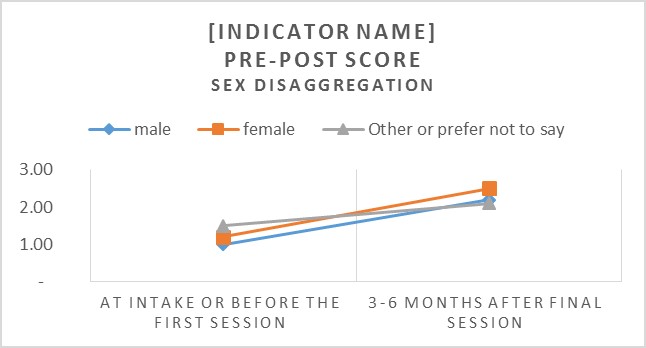 [INDICATOR NAME]
PRE-POST SCORE
SEX DISAGGREGATION
male female Other or prefer not to say
3.00
2.00
1.00
-
AT INTAKE OR BEFORE THE
FIRST SESSION
3-6 MONTHS AFTER FINAL
SESSION